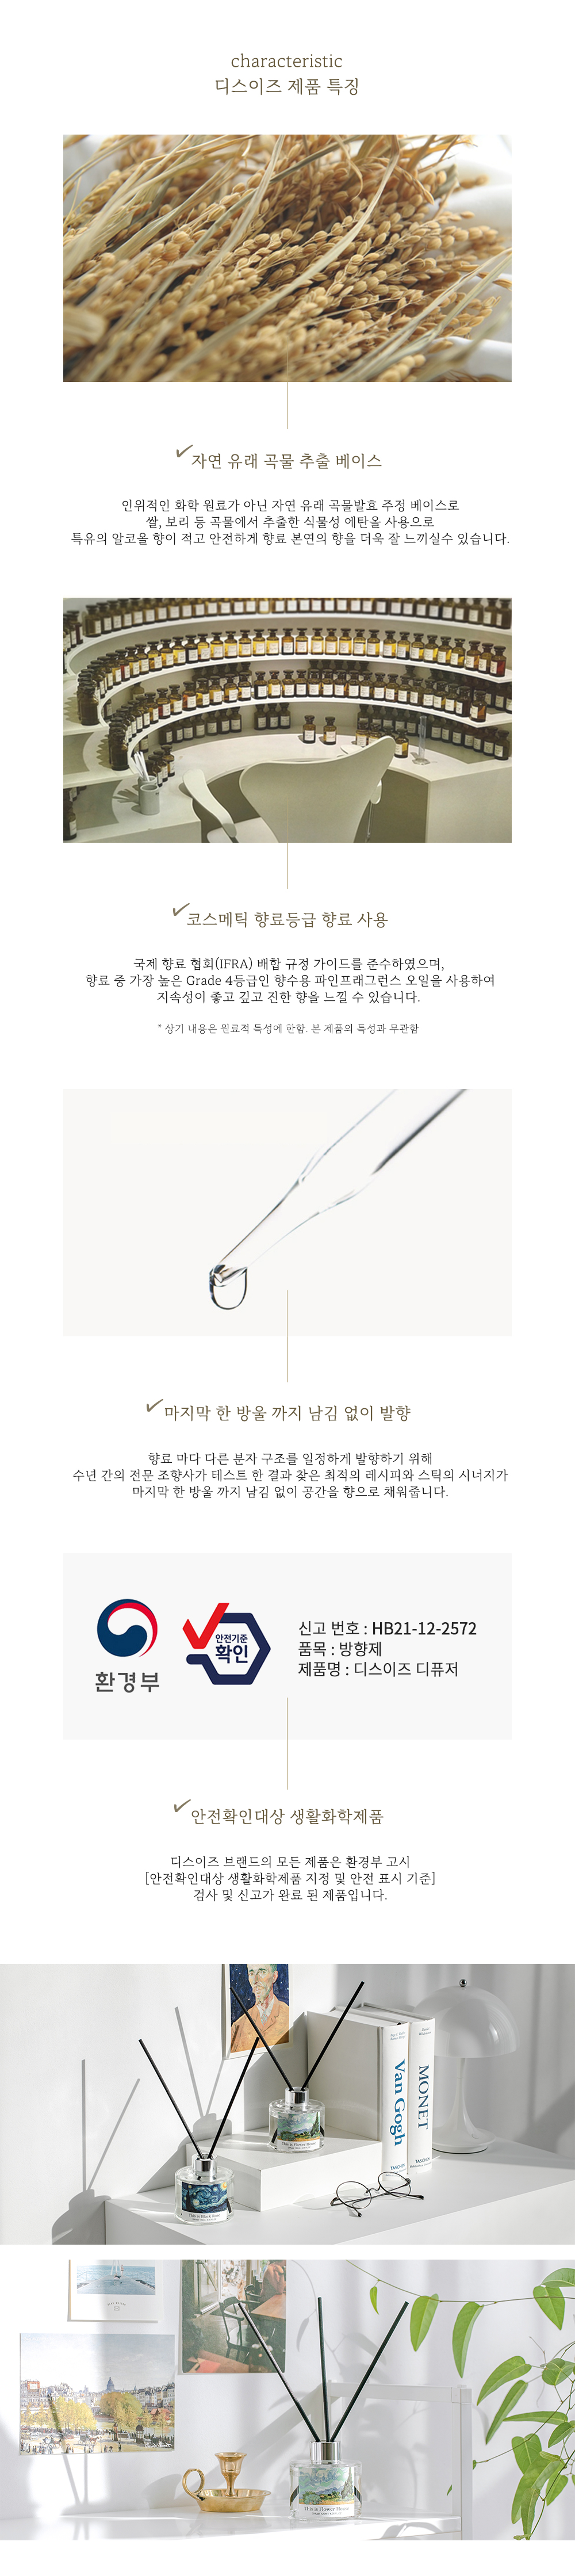 characteristic
디스이즈 제품 특징
자연 유래 곡물 추출 베이스
인위적인 화학 원료가 아닌 자연 유래 곡물발효 주정 베이스로
쌀, 보리 등 곡물에서 추출한 식물성 에탄올 사용으로
특유의 알코올 향이 적고 안전하게 향료 본연의 향을 더욱 잘 느끼실수 있습니다.
코스메틱 향료등급 향료 사용
국제 향료 협회(IFRA) 배합 규정 가이드를 준수하였으며,
향료 중 가장 높은 Grade 4등급인 향수용 파인프래그런스 오일을 사용하여
지속성이 좋고 깊고 진한 향을 느낄 수 있습니다.
* 상기 내용은 원료적 특성에 한함. 본 제품의 특성과 무관함
마지막 한 방울 까지 남김 없이 발향
향료 마다 다른 분자 구조를 일정하게 발향하기 위해
수년 간의 전문 조향사가 테스트 한 결과 찾은 최적의 레시피와 스틱의 시너지가
마지막 한 방울 까지 남김 없이 공간을 향으로 채워줍니다.
환경부
안전기준
확인
신고 번호 : HB21-12-2572
품목 : 방향제
제품명 : 디스이즈 디퓨저
안전확인대상 생활화학제품
디스이즈 브랜드의 모든 제품은 환경부 고시
[안전확인대상 생활화학제품 지정 및 안전 표시 기준]
검사 및 신고가 완료 된 제품입니다.
Van Gogh
MONET
TASCHEN
TASCHEN
This is Black Rose
This is Flower House